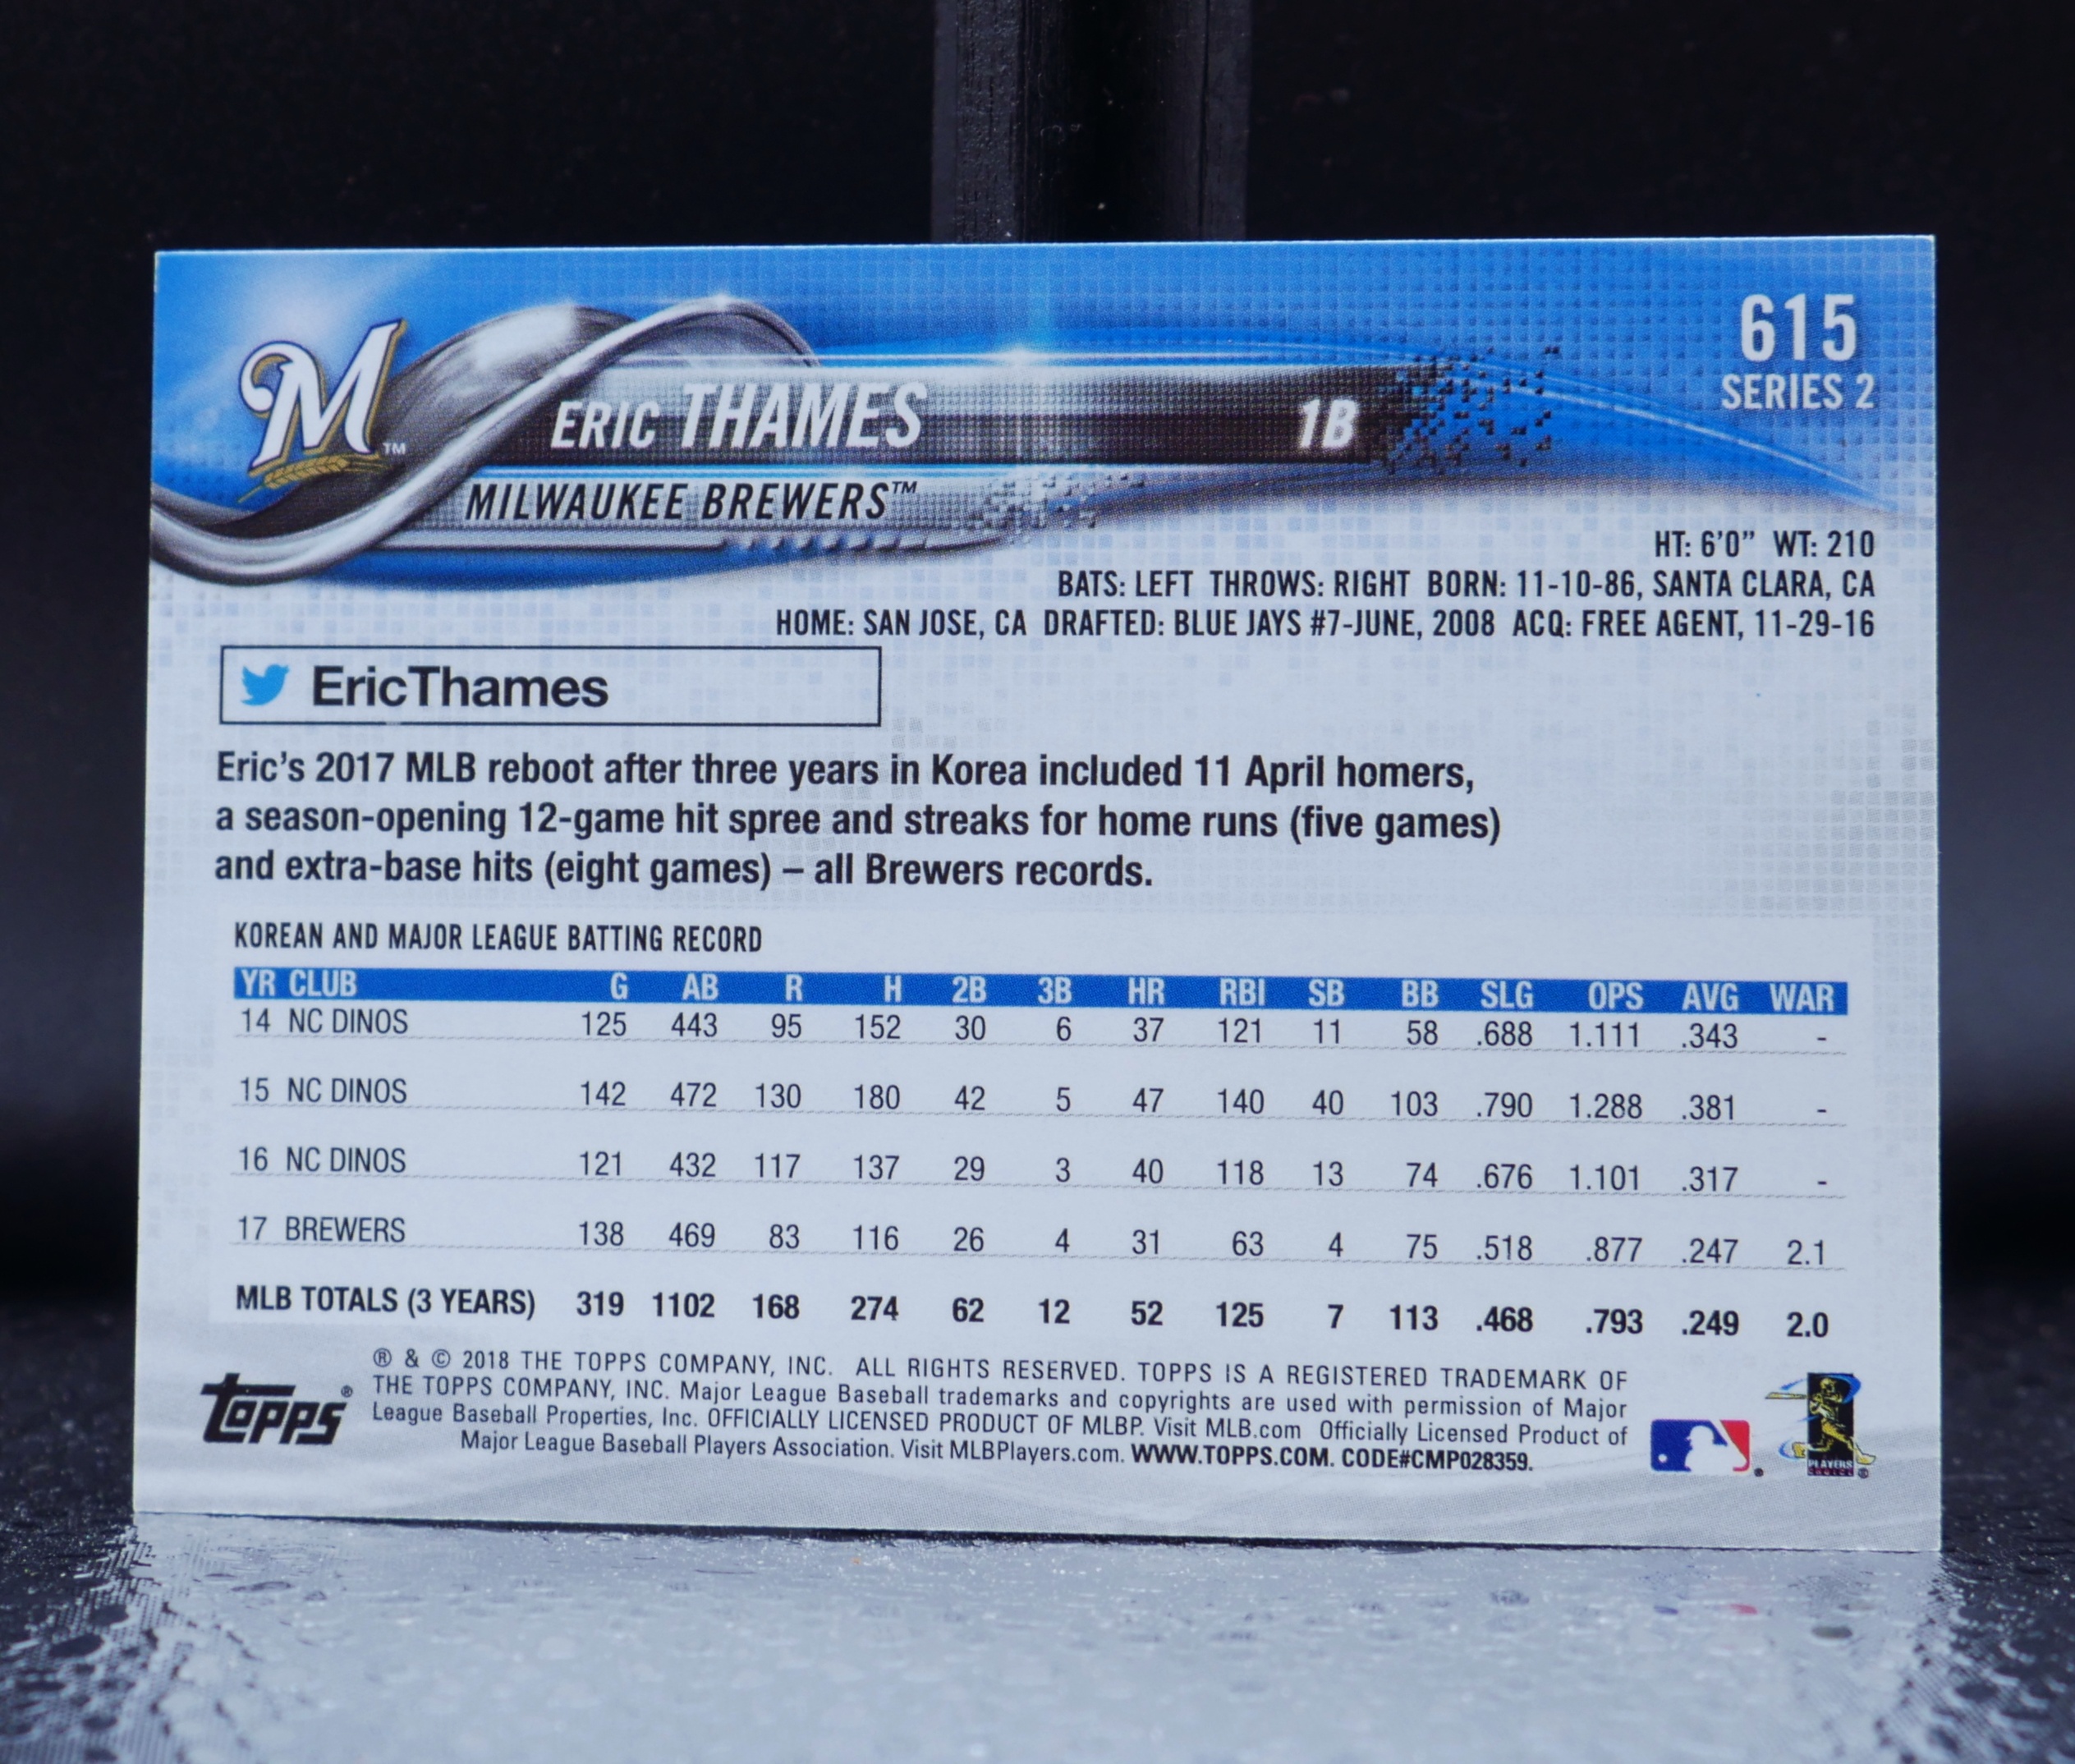 615
SERIES 2
M™
ERIC THAMES 1B
MILWAUKEE BREWERS™
HT: 6'0" WT: 210
BATS: LEFT THROWS: RIGHT BORN: 11-10-86, SANTA CLARA, CA
HOME: SAN JOSE, CA DRAFTED: BLUE JAYS #7-JUNE, 2008 ACQ: FREE AGENT, 11-29-16
EricThames
Eric's 2017 MLB reboot after three years in Korea included 11 April homers,
a season-opening 12-game hit spree and streaks for home runs (five games)
and extra-base hits (eight games) – all Brewers records.
KOREAN AND MAJOR LEAGUE BATTING RECORD
YR CLUB G AB R H 2B 3B HR RBI SB BB SLG OPS AVG WAR
14 NC DINOS 125 443 95 152 30 6 37 121 11 58 .688 1.111 .343 -
15 NC DINOS 142 472 130 180 42 5 47 140 40 103 .790 1.288 .381 -
16 NC DINOS 121 432 117 137 29 3 40 118 13 74 .676 1.101 .317 -
17 BREWERS 138 469 83 116 26 4 31 63 4 75 .518 .877 .247 2.1
MLB TOTALS (3 YEARS) 319 1102 168 274 62 12 52 125 7 113 .468 .793 .249 2.0
topps®
® & © 2018 THE TOPPS COMPANY, INC. ALL RIGHTS RESERVED. TOPPS IS A REGISTERED TRADEMARK OF
THE TOPPS COMPANY, INC. Major League Baseball trademarks and copyrights are used with permission of Major
League Baseball Properties, Inc. OFFICIALLY LICENSED PRODUCT OF MLBP. Visit MLB.com Officially Licensed Product of
Major League Baseball Players Association. Visit MLBPlayers.com. WWW.TOPPS.COM. CODE#CMP028359.
PLAYERS
CHOICE ®